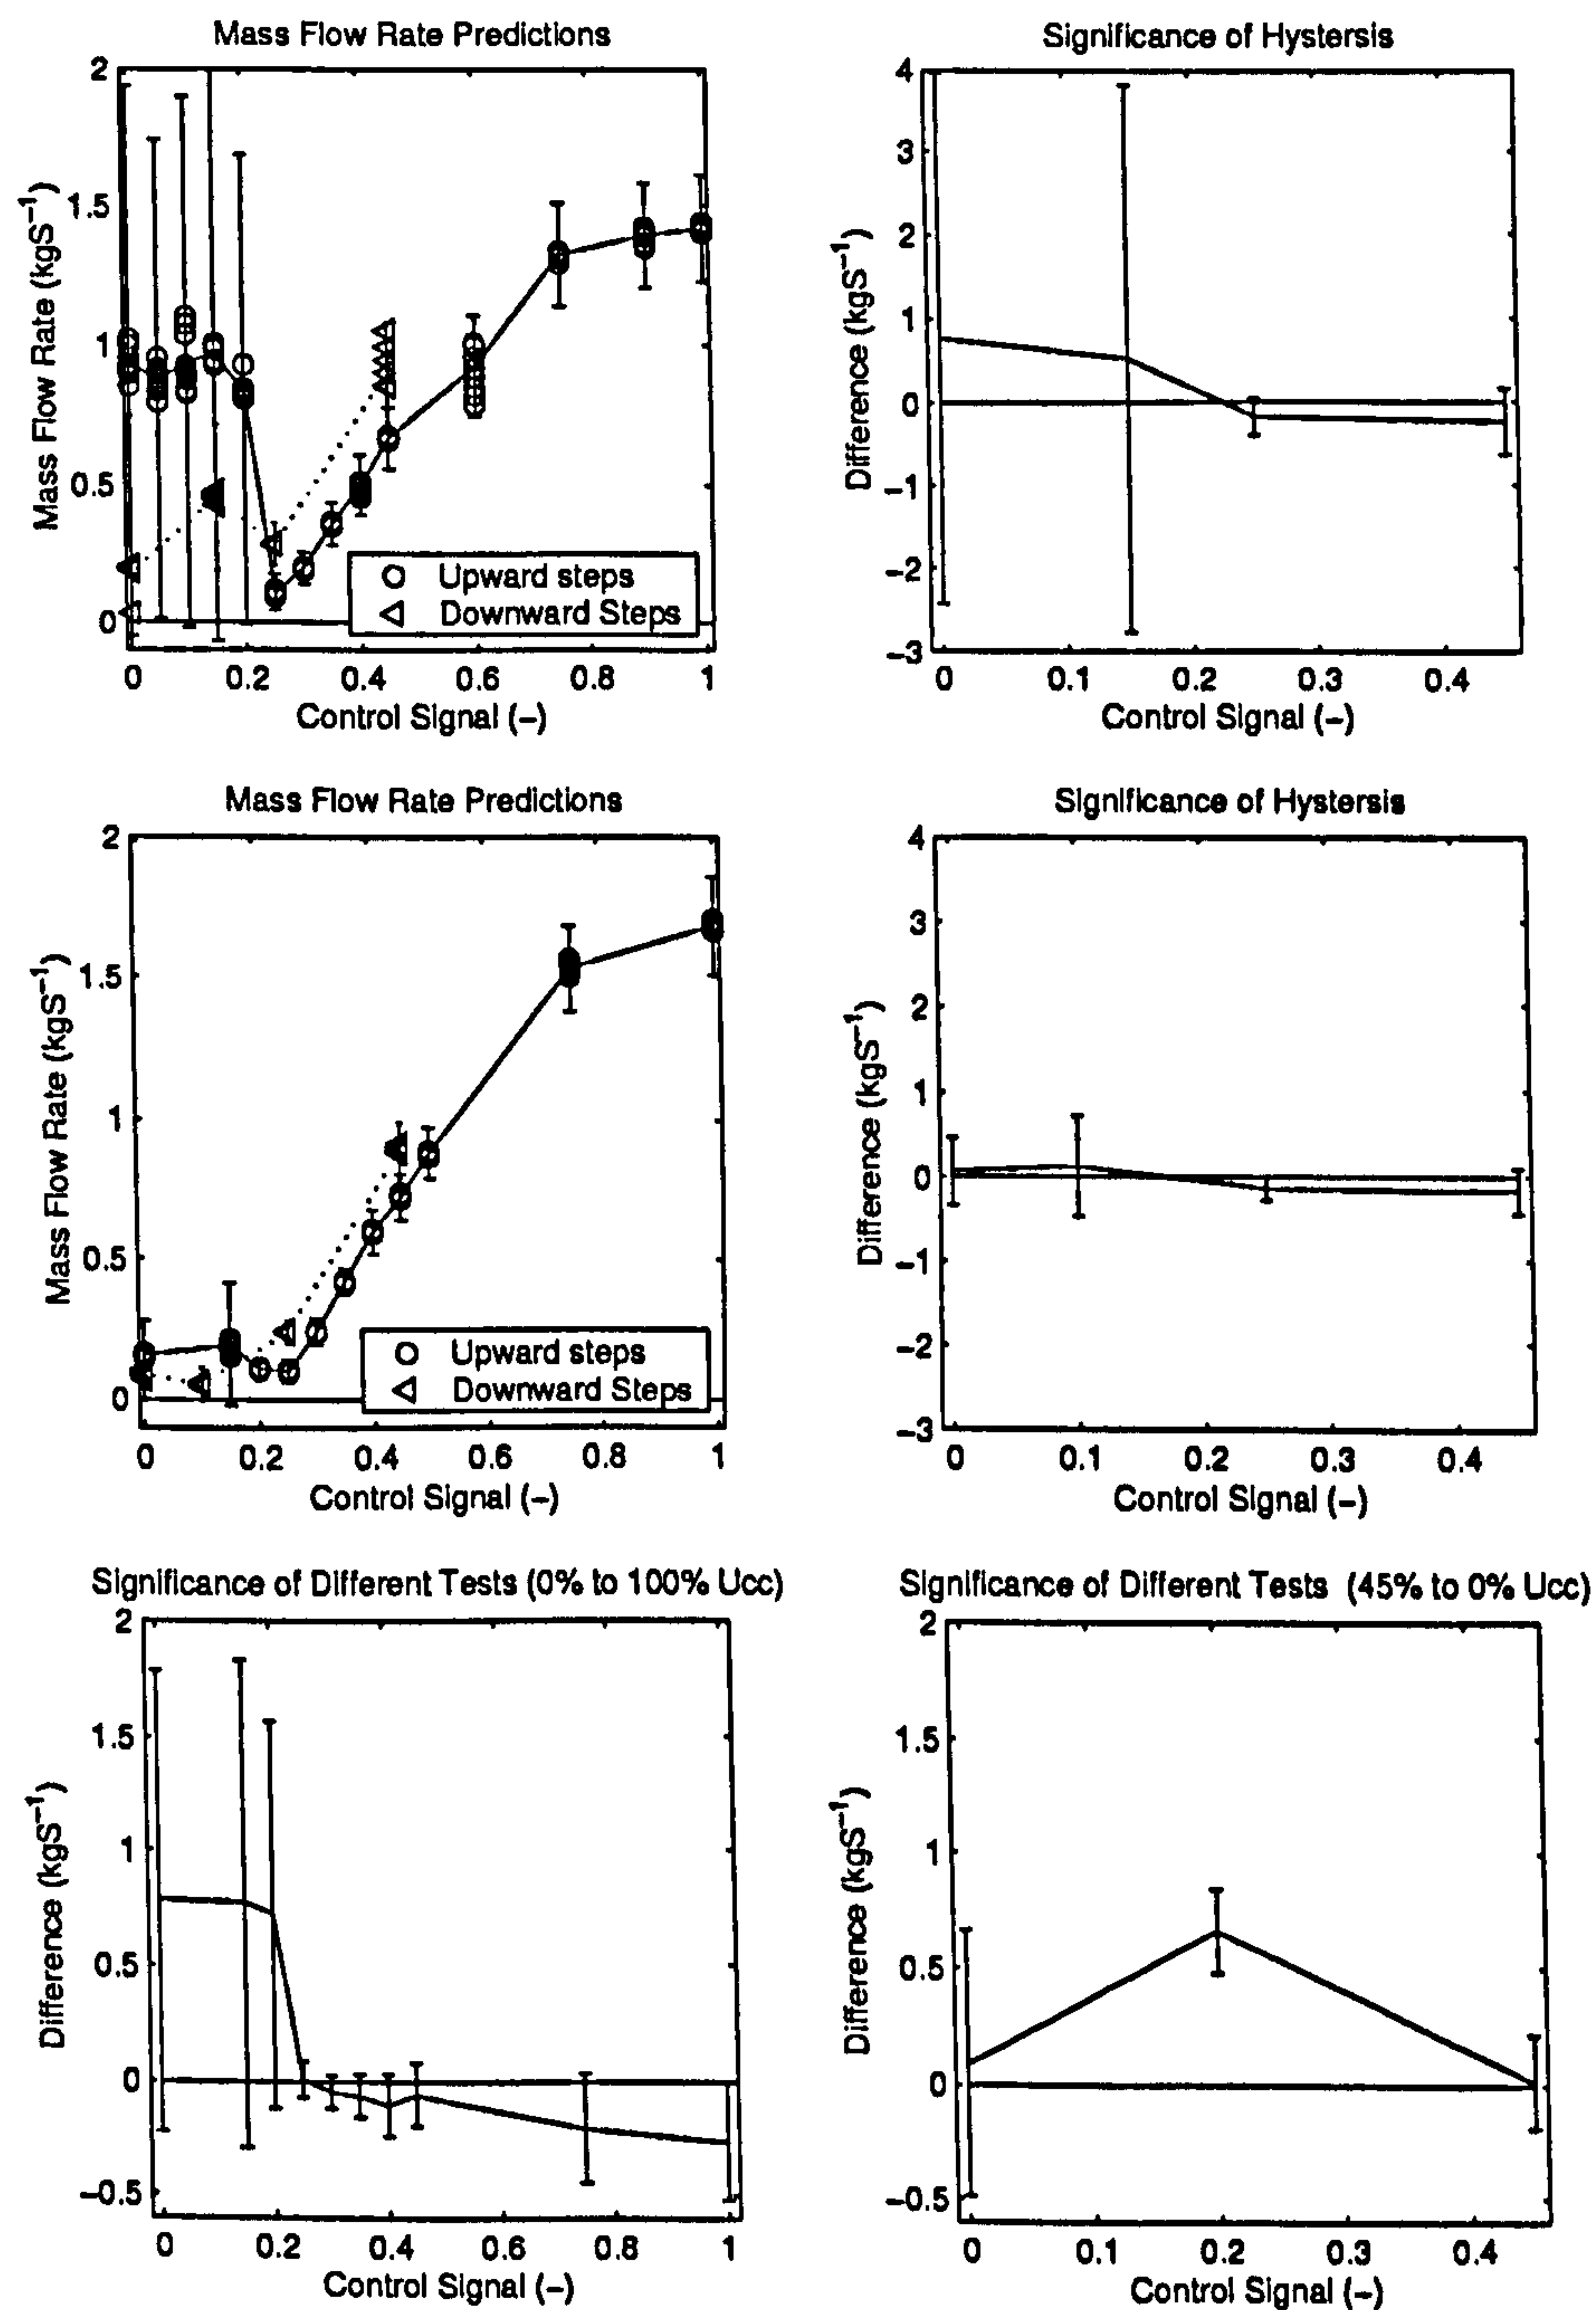 Mass Flow Rate Predictions
2
1.5
1
0.5
0
Mass Flow Rate (kgS⁻¹)
Upward steps
Downward Steps
0 0.2 0.4 0.6 0.8 1
Control Signal (−)
Significance of Hystersis
4
3
2
1
0
−1
−2
−3
Difference (kgS⁻¹)
0 0.1 0.2 0.3 0.4
Control Signal (−)
Mass Flow Rate Predictions
2
1.5
1
0.5
0
Mass Flow Rate (kgS⁻¹)
Upward steps
Downward Steps
0 0.2 0.4 0.6 0.8 1
Control Signal (−)
Significance of Hystersis
4
3
2
1
0
−1
−2
−3
Difference (kgS⁻¹)
0 0.1 0.2 0.3 0.4
Control Signal (−)
Significance of Different Tests (0% to 100% Ucc)
2
1.5
1
0.5
0
−0.5
Difference (kgS⁻¹)
0 0.2 0.4 0.6 0.8 1
Control Signal (−)
Significance of Different Tests (45% to 0% Ucc)
2
1.5
1
0.5
0
−0.5
Difference (kgS⁻¹)
0 0.1 0.2 0.3 0.4
Control Signal (−)